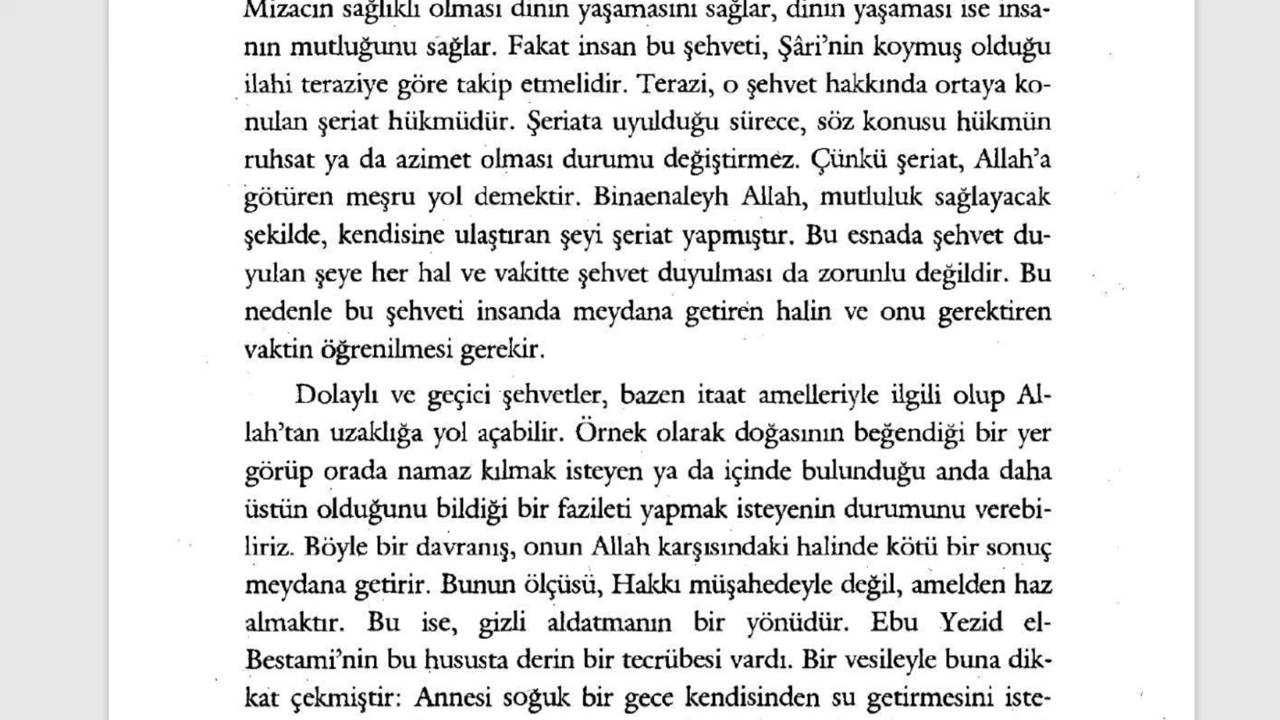 Mizacın sağlıklı olması dinin yaşamasını sağlar, dinin yaşaması ise insa-
nın mutluğunu sağlar. Fakat insan bu şehveti, Şâri'nin koymuş olduğu
ilahi teraziye göre takip etmelidir. Terazi, o şehvet hakkında ortaya ko-
nulan şeriat hükmüdür. Şeriata uyulduğu sürece, söz konusu hükmün
ruhsat ya da azimet olması durumu değiştirmez. Çünkü şeriat, Allah'a
götüren meşru yol demektir. Binaenaleyh Allah, mutluluk sağlayacak
şekilde, kendisine ulaştıran şeyi şeriat yapmıştır. Bu esnada şehvet du-
yulan şeye her hal ve vakitte şehvet duyulması da zorunlu değildir. Bu
nedenle bu şehveti insanda meydana getiren halin ve onu gerektiren
vaktin öğrenilmesi gerekir.
Dolaylı ve geçici şehvetler, bazen itaat amelleriyle ilgili olup Al-
lah'tan uzaklığa yol açabilir. Örnek olarak doğasının beğendiği bir yer
görüp orada namaz kılmak isteyen ya da içinde bulunduğu anda daha
üstün olduğunu bildiği bir fazileti yapmak isteyenin durumunu verebi-
liriz. Böyle bir davranış, onun Allah karşısındaki halinde kötü bir sonuç
meydana getirir. Bunun ölçüsü, Hakkı müşahedeyle değil, amelden haz
almaktır. Bu ise, gizli aldatmanın bir yönüdür. Ebu Yezid el-
Bestami'nin bu hususta derin bir tecrübesi vardı. Bir vesileyle buna dik-
kat çekmiştir: Annesi soğuk bir gece kendisinden su getirmesini iste-